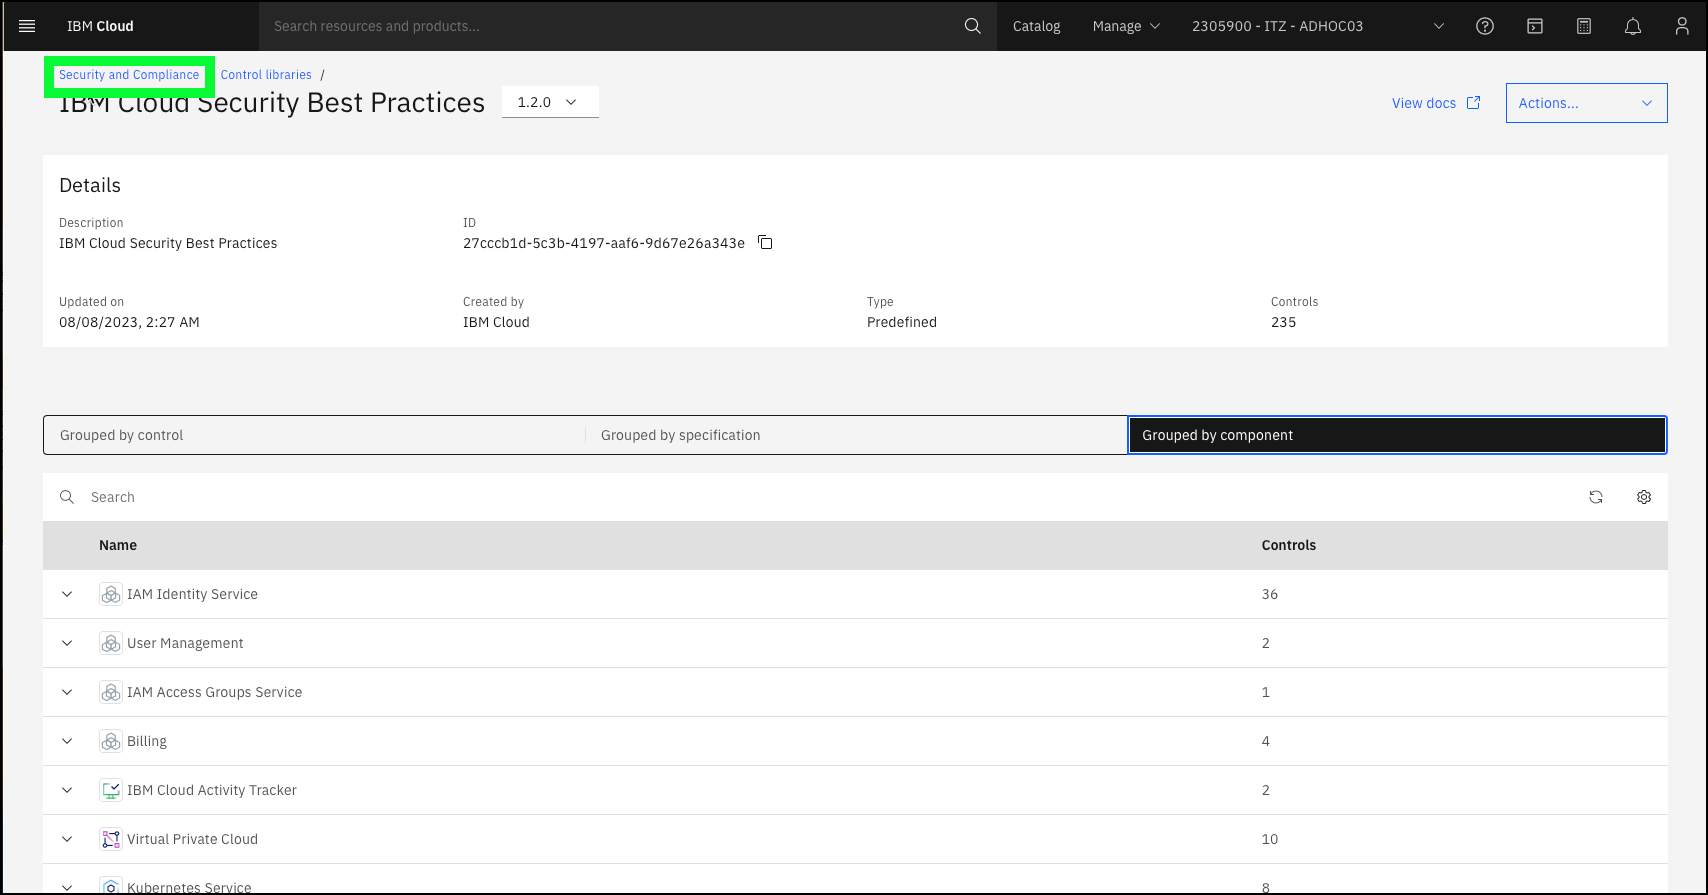 IBM Cloud
Search resources and products...
Catalog
Manage
2305900 - ITZ - ADHOC03
Security and Compliance
Control libraries /
IBM Cloud Security Best Practices
1.2.0
View docs
Actions...
Details
Description
IBM Cloud Security Best Practices
ID
27cccb1d-5c3b-4197-aaf6-9d67e26a343e
Updated on
08/08/2023, 2:27 AM
Created by
IBM Cloud
Type
Predefined
Controls
235
Grouped by control
Grouped by specification
Grouped by component
Search
Name Controls
IAM Identity Service 36
User Management 2
IAM Access Groups Service 1
Billing 4
IBM Cloud Activity Tracker 2
Virtual Private Cloud 10
Kubernetes Service 8